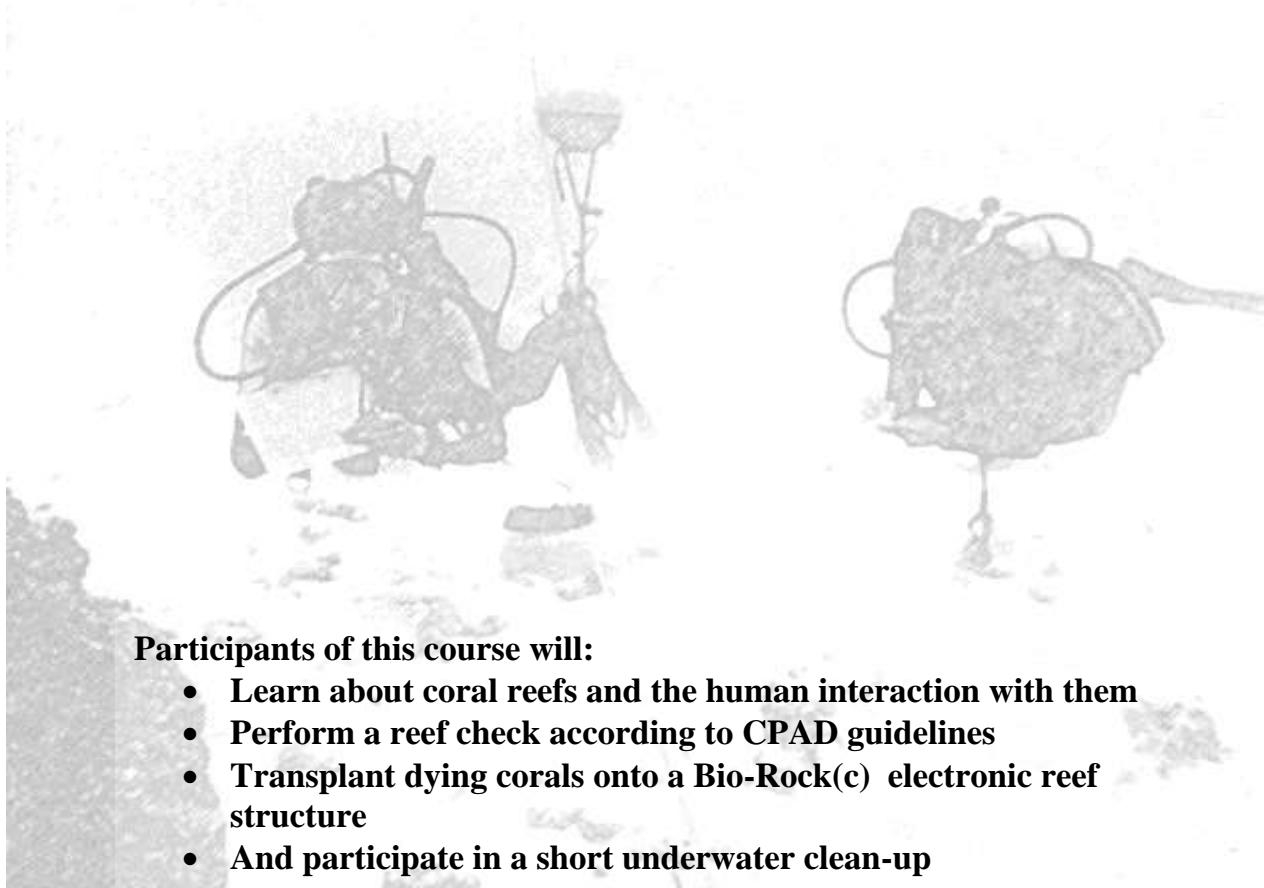 Participants of this course will:
• Learn about coral reefs and the human interaction with them
• Perform a reef check according to CPAD guidelines
• Transplant dying corals onto a Bio-Rock(c) electronic reef
structure
• And participate in a short underwater clean-up